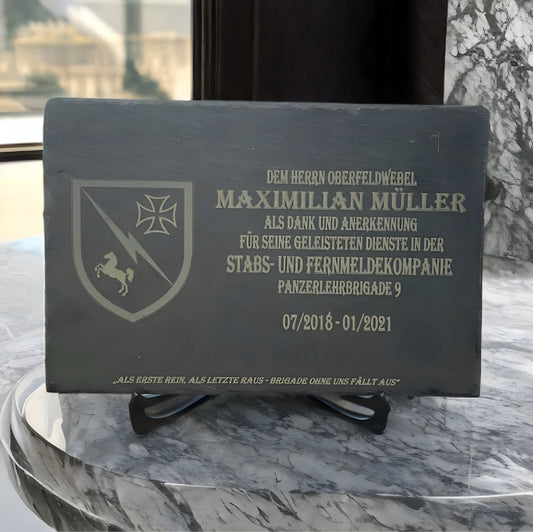 DEM HERRN OBERFELDWEBEL
MAXIMILIAN MÜLLER
ALS DANK UND ANERKENNUNG
FÜR SEINE GELEISTETEN DIENSTE IN DER
STABS- UND FERNMELDEKOMPANIE
PANZERLEHRBRIGADE 9
07/2018 - 01/2021
„ALS ERSTE REIN, ALS LETZTE RAUS - BRIGADE OHNE UNS FÄLLT AUS”